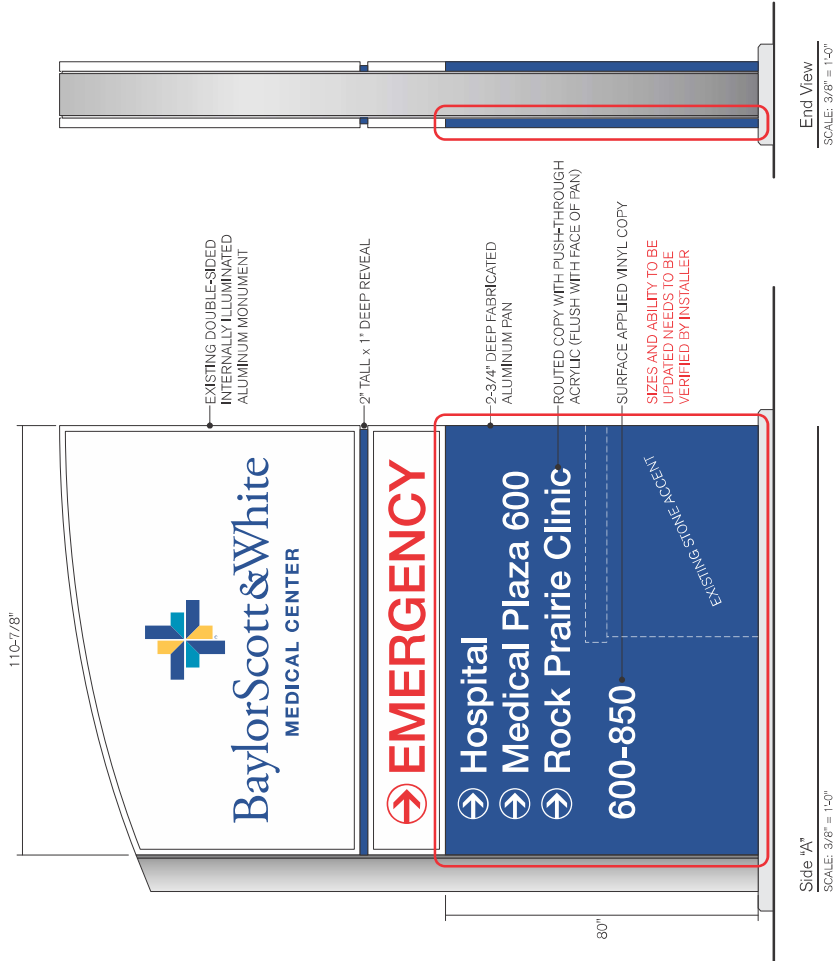 110-7/8"
BaylorScott&White
MEDICAL CENTER
EMERGENCY
Hospital
Medical Plaza 600
Rock Prairie Clinic
600-850
EXISTING STONE ACCENT
80"
EXISTING DOUBLE-SIDED
INTERNALLY ILLUMINATED
ALUMINUM MONUMENT
2" TALL x 1" DEEP REVEAL
2-3/4" DEEP FABRICATED
ALUMINUM PAN
ROUTED COPY WITH PUSH-THROUGH
ACRYLIC (FLUSH WITH FACE OF PAN)
SURFACE APPLIED VINYL COPY
SIZES AND ABILITY TO BE
UPDATED NEEDS TO BE
VERIFIED BY INSTALLER
Side "A"
SCALE: 3/8" = 1'-0"
End View
SCALE: 3/8" = 1'-0"